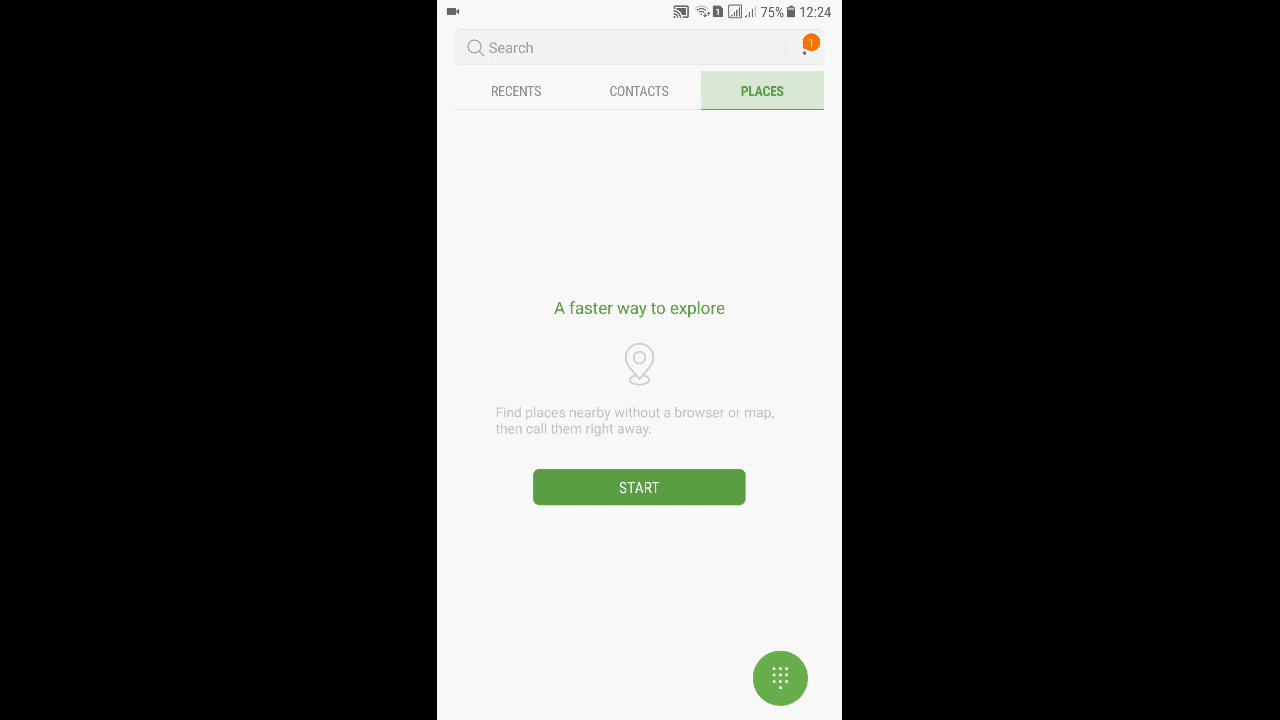 75% 12:24
Search
1
RECENTS CONTACTS PLACES
A faster way to explore
Find places nearby without a browser or map,
then call them right away.
START